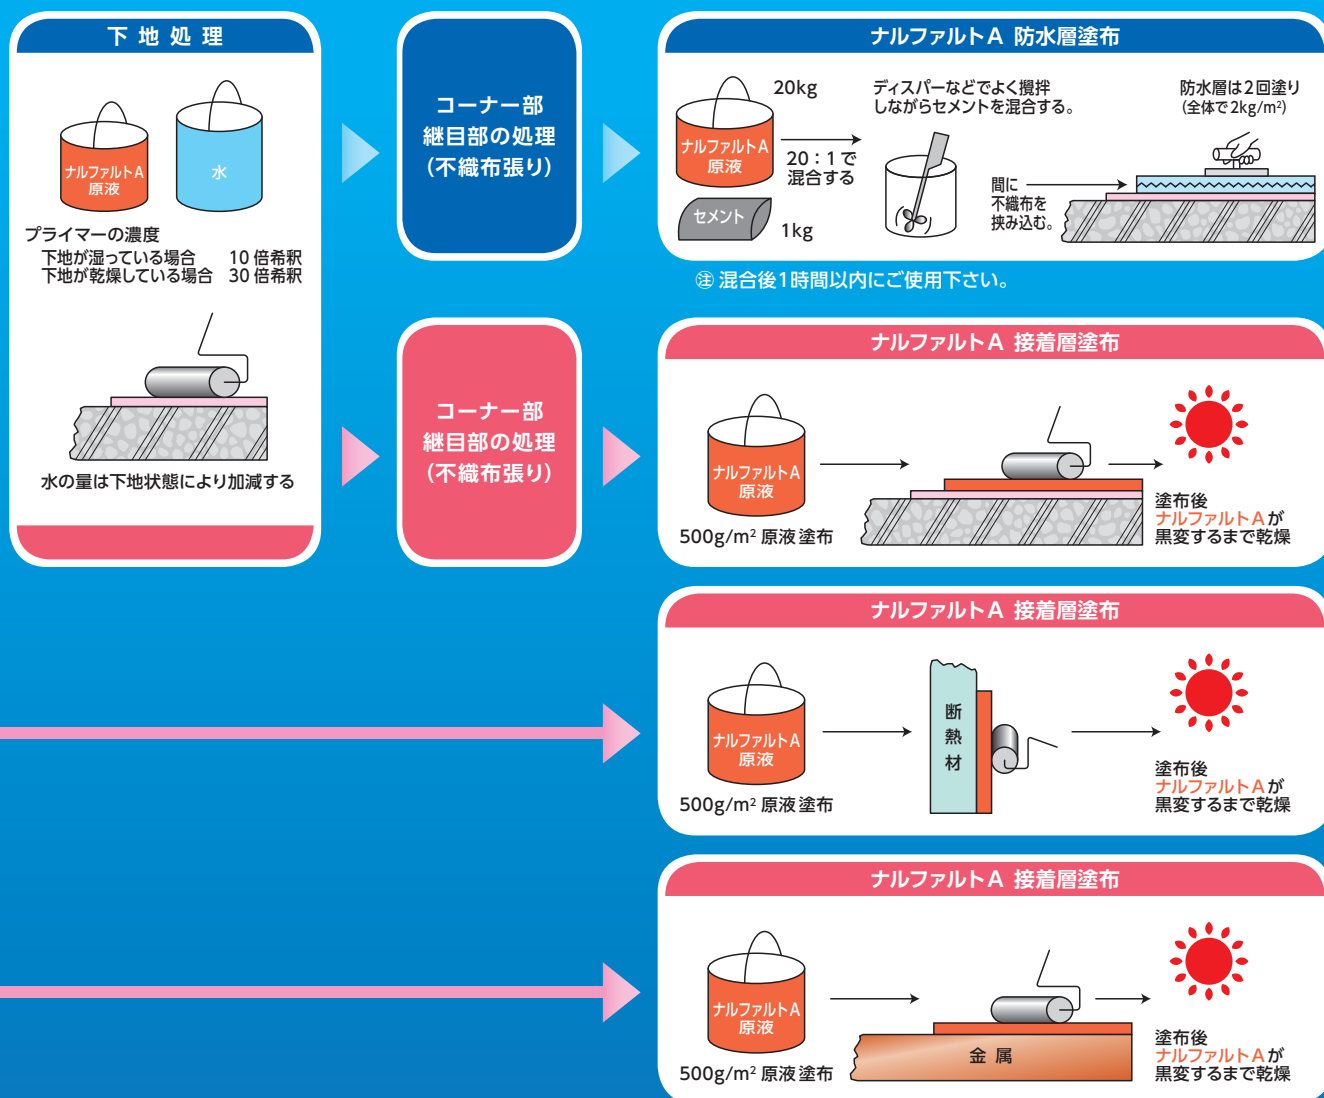 下地処理
ナルファルトA
原液
水
プライマーの濃度
下地が湿っている場合 10倍希釈
下地が乾燥している場合 30倍希釈
水の量は下地状態により加減する
コーナー部
継目部の処理
(不織布張り)
ナルファルトA 防水層塗布
20kg
ナルファルトA
原液
20:1で
混合する
セメント
1kg
ディスパーなどでよく攪拌
しながらセメントを混合する。
防水層は2回塗り
(全体で2kg/m²)
間に
不織布を
挟み込む。
㊟ 混合後1時間以内にご使用下さい。
コーナー部
継目部の処理
(不織布張り)
ナルファルトA 接着層塗布
ナルファルトA
原液
500g/m² 原液塗布
塗布後
ナルファルトAが
黒変するまで乾燥
ナルファルトA 接着層塗布
ナルファルトA
原液
500g/m² 原液塗布
断熱材
塗布後
ナルファルトAが
黒変するまで乾燥
ナルファルトA 接着層塗布
ナルファルトA
原液
500g/m² 原液塗布
金属
塗布後
ナルファルトAが
黒変するまで乾燥